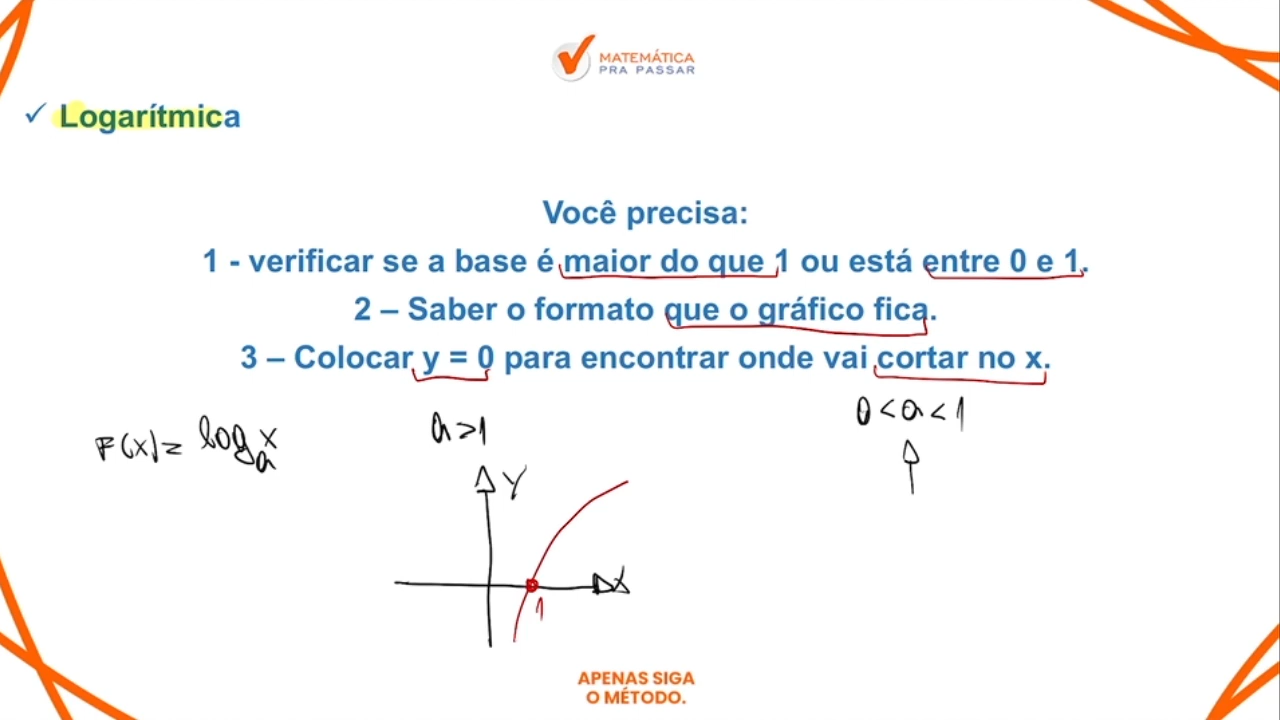 MATEMÁTICA
PRA PASSAR
✓ Logarítmica
Você precisa:
1 - verificar se a base é maior do que 1 ou está entre 0 e 1.
2 – Saber o formato que o gráfico fica.
3 – Colocar y = 0 para encontrar onde vai cortar no x.
F(x) = log_a x
a > 1
0 < a < 1
Y
X
1
APENAS SIGA
O MÉTODO.